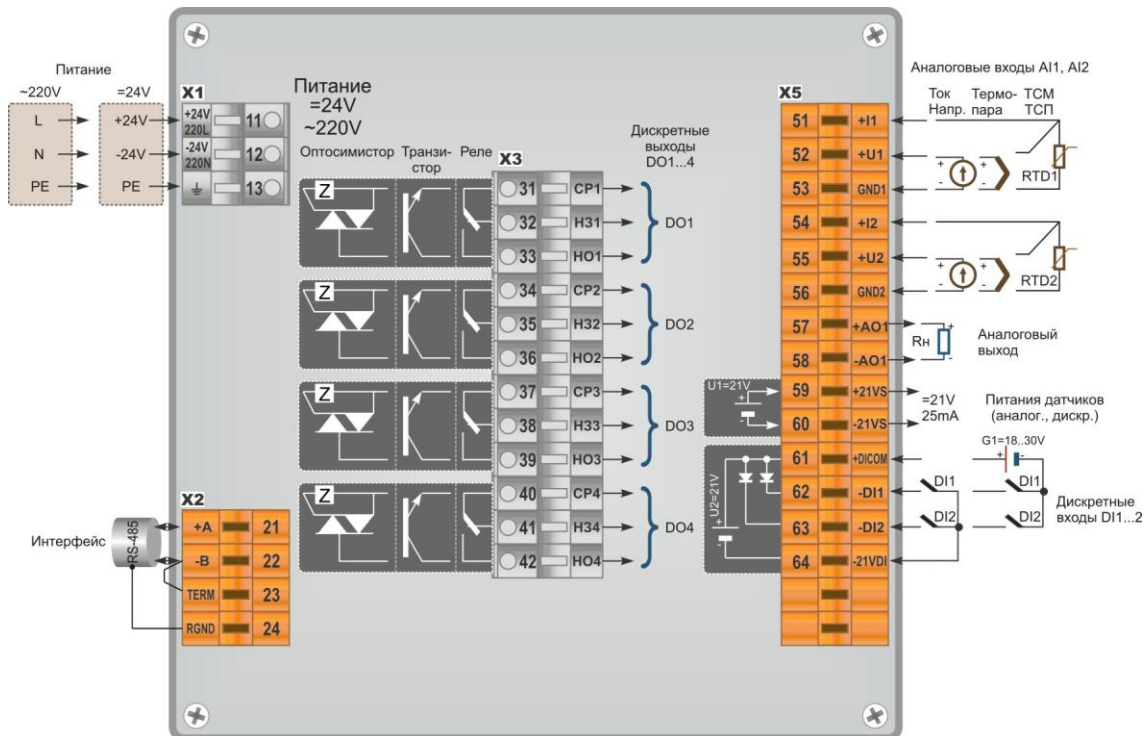 Питание
~220V
=24V
L
+24V
N
-24V
PE
PE
X1
+24V
220L
11
-24V
220N
12
13
Питание
=24V
~220V
Оптосимистор
Транзи-
стор
Реле
X3
Дискретные
выходы
DO1...4
Z
31
CP1
32
H31
33
HO1
DO1
Z
34
CP2
35
H32
36
HO2
DO2
Z
37
CP3
38
H33
39
HO3
DO3
Z
40
CP4
41
H34
42
HO4
DO4
X2
Интерфейс
RS-485
+A
21
-B
22
TERM
23
RGND
24
X5
51
+I1
52
+U1
53
GND1
54
+I2
55
+U2
56
GND2
57
+AO1
58
-AO1
59
+21VS
60
-21VS
61
+DICOM
62
-DI1
63
-DI2
64
-21VDI
U1=21V
+
-
U2=21V
+
-
Аналоговые входы AI1, AI2
Ток
Напр.
Термо-
пара
ТСМ
ТСП
+
-
+
-
RTD1
+
-
+
-
RTD2
Rн
+
-
Аналоговый
выход
=21V
25mA
Питания датчиков
(аналог., дискр.)
G1=18..30V
+
-
DI1
DI1
DI2
DI2
Дискретные
входы DI1...2